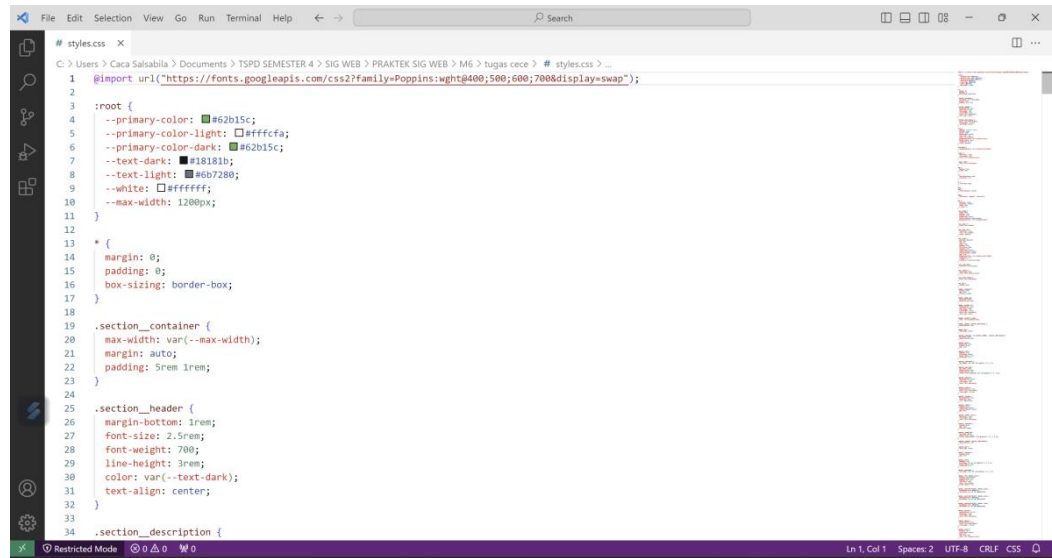 File Edit Selection View Go Run Terminal Help ← → Search
# styles.css ×
C: > Users > Caca Salsabila > Documents > TSPD SEMESTER 4 > SIG WEB > PRAKTEK SIG WEB > M6 > tugas cece > # styles.css > ...
1 @import url("https://fonts.googleapis.com/css2?family=Poppins:wght@400;500;600;700&display=swap");
2
3 :root {
4 --primary-color: #62b15c;
5 --primary-color-light: #fffcfa;
6 --primary-color-dark: #62b15c;
7 --text-dark: #18181b;
8 --text-light: #6b7280;
9 --white: #ffffff;
10 --max-width: 1200px;
11 }
12
13 * {
14 margin: 0;
15 padding: 0;
16 box-sizing: border-box;
17 }
18
19 .section__container {
20 max-width: var(--max-width);
21 margin: auto;
22 padding: 5rem 1rem;
23 }
24
25 .section__header {
26 margin-bottom: 1rem;
27 font-size: 2.5rem;
28 font-weight: 700;
29 line-height: 3rem;
30 color: var(--text-dark);
31 text-align: center;
32 }
33
34 .section__description {
Restricted Mode 0 0 0 Ln 1, Col 1 Spaces: 2 UTF-8 CRLF CSS